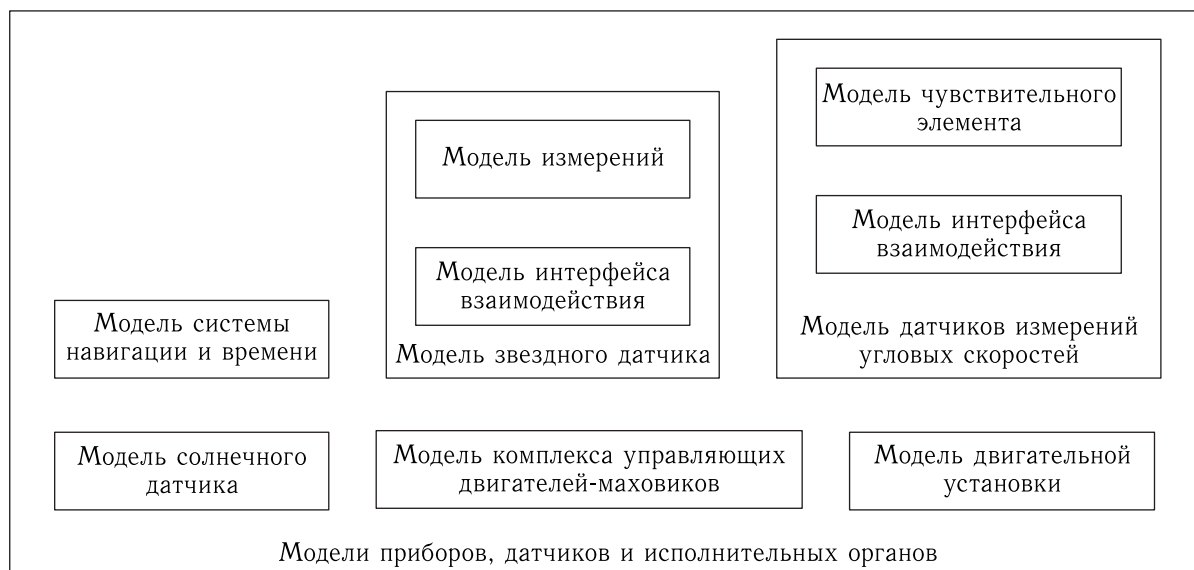 Модель чувствительного
элемента
Модель измерений
Модель интерфейса
взаимодействия
Модель интерфейса
взаимодействия
Модель системы
навигации и времени
Модель звездного датчика
Модель датчиков измерений
угловых скоростей
Модель солнечного
датчика
Модель комплекса управляющих
двигателей-маховиков
Модель двигательной
установки
Модели приборов, датчиков и исполнительных органов